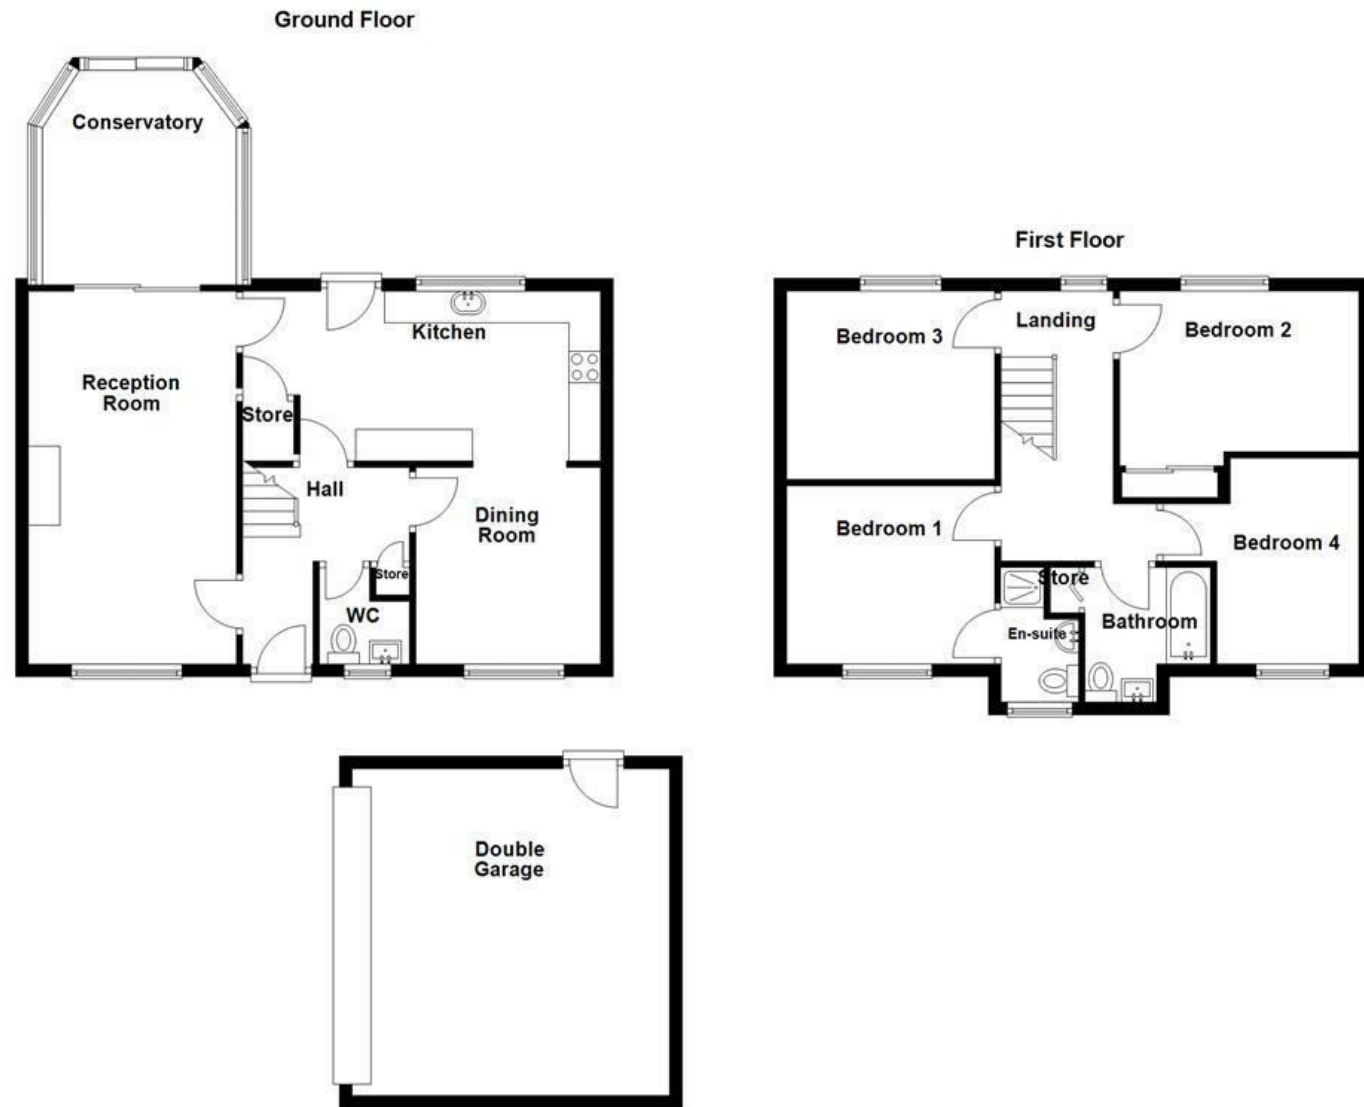 Ground Floor
Conservatory
Kitchen
Reception
Room
Store
Hall
Dining
Room
Store
WC
Double
Garage
First Floor
Landing
Bedroom 3
Bedroom 2
Bedroom 1
Bedroom 4
Store
Bathroom
En-suite